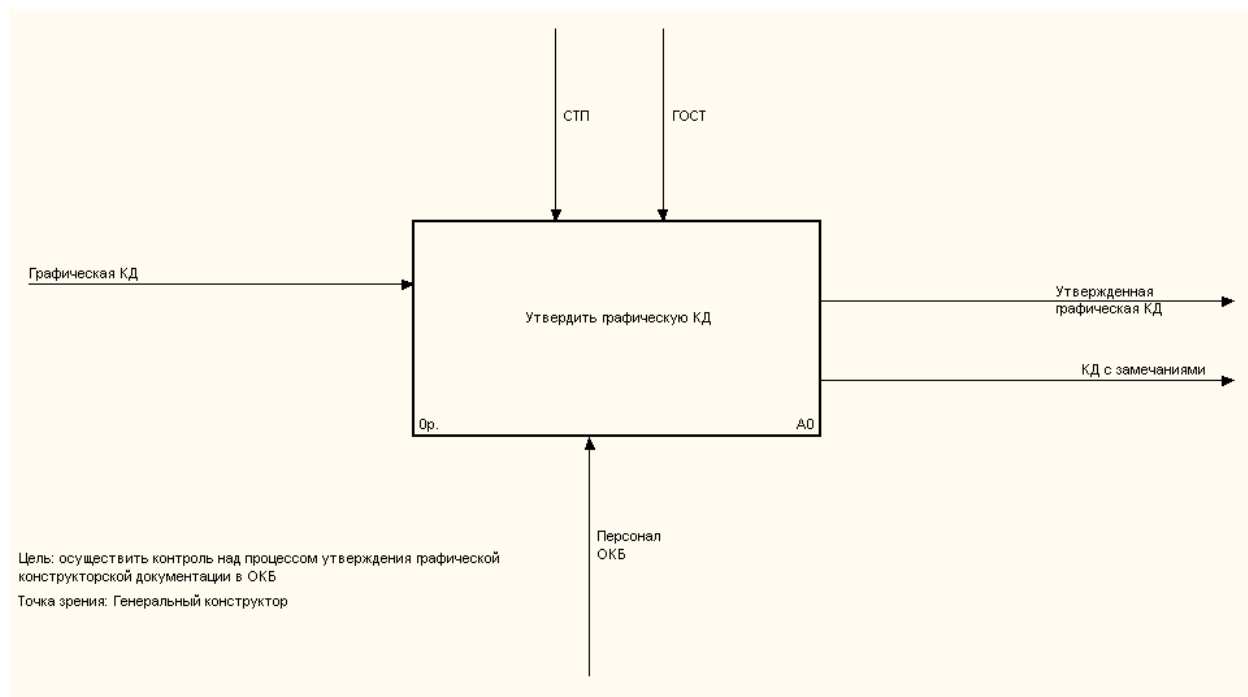 СТП
ГОСТ
Графическая КД
Утвердить графическую КД
Утвержденная
графическая КД
КД с замечаниями
0р.
А0
Персонал
ОКБ
Цель: осуществить контроль над процессом утверждения графической
конструкторской документации в ОКБ
Точка зрения: Генеральный конструктор